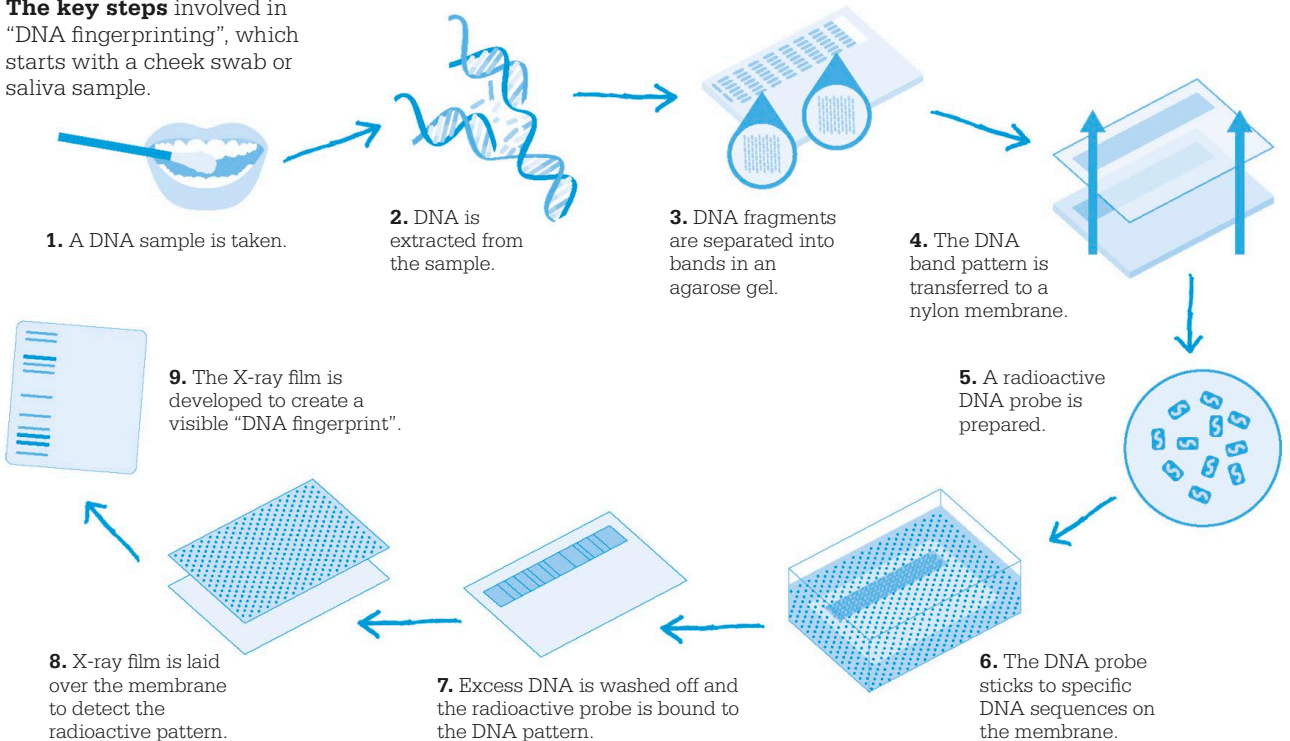 The key steps involved in
“DNA fingerprinting”, which
starts with a cheek swab or
saliva sample.
1. A DNA sample is taken.
2. DNA is
extracted from
the sample.
3. DNA fragments
are separated into
bands in an
agarose gel.
4. The DNA
band pattern is
transferred to a
nylon membrane.
5. A radioactive
DNA probe is
prepared.
6. The DNA probe
sticks to specific
DNA sequences on
the membrane.
7. Excess DNA is washed off and
the radioactive probe is bound to
the DNA pattern.
8. X-ray film is laid
over the membrane
to detect the
radioactive pattern.
9. The X-ray film is
developed to create a
visible “DNA fingerprint”.